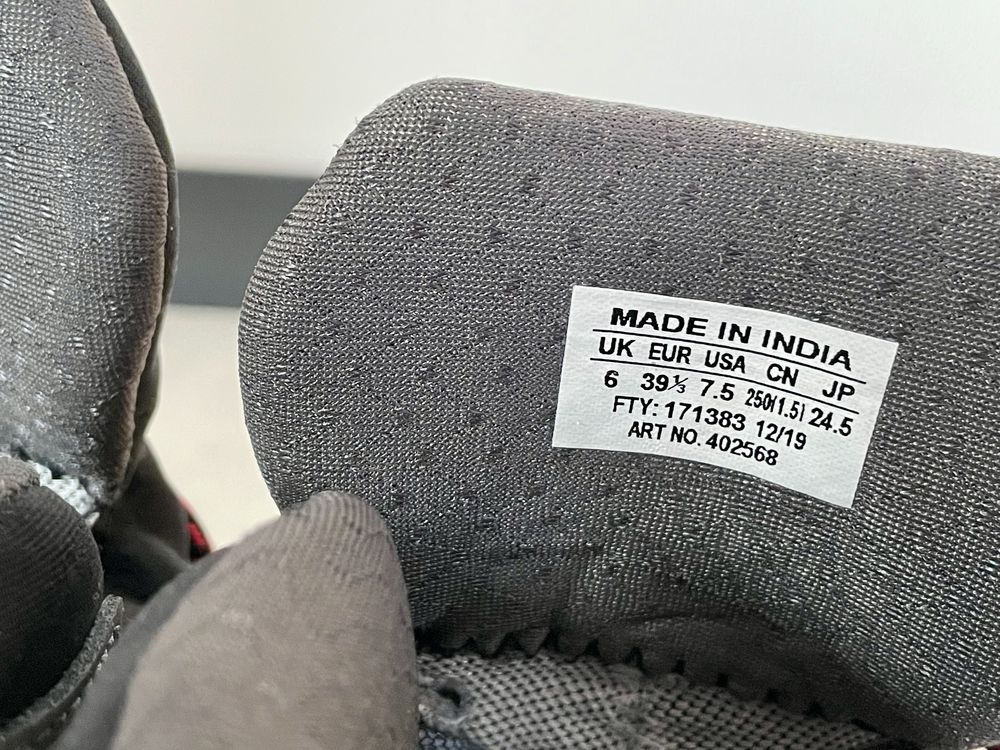 MADE IN INDIA
UK EUR USA CN JP
6 39⅓ 7.5 250(1.5) 24.5
FTY: 171383 12/19
ART NO. 402568